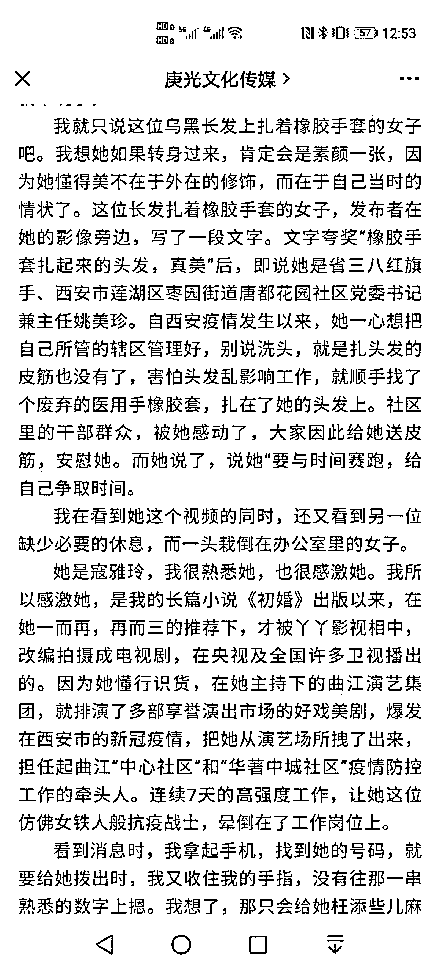 12:53
庚光文化传媒
我就只说这位乌黑长发上扎着橡胶手套的女子
吧。我想她如果转身过来，肯定会是素颜一张，因
为她懂得美不在于外在的修饰，而在于自己当时的
情状了。这位长发扎着橡胶手套的女子，发布者在
她的影像旁边，写了一段文字。文字夸奖“橡胶手
套扎起来的头发，真美”后，即说她是省三八红旗
手、西安市莲湖区枣园街道唐都花园社区党委书记
兼主任姚美珍。自西安疫情发生以来，她一心想把
自己所管的辖区管理好，别说洗头，就是扎头发的
皮筋也没有了，害怕头发乱影响工作，就顺手找了
个废弃的医用手橡胶套，扎在了她的头发上。社区
里的干部群众，被她感动了，大家因此给她送皮
筋，安慰她。而她说了，说她“要与时间赛跑，给
自己争取时间。
我在看到她这个视频的同时，还又看到另一位
缺少必要的休息，而一头栽倒在办公室里的女子。
她是寇雅玲，我很熟悉她，也很感激她。我所
以感激她，是我的长篇小说《初婚》出版以来，在
她一而再，再而三的推荐下，才被丫丫影视相中，
改编拍摄成电视剧，在央视及全国许多卫视播出
的。因为她懂行识货，在她主持下的曲江演艺集
团，就排演了多部享誉演出市场的好戏美剧，爆发
在西安市的新冠疫情，把她从演艺场所拽了出来，
担任起曲江“中心社区”和“华著中城社区”疫情防控
工作的牵头人。连续7天的高强度工作，让她这位
仿佛女铁人般抗疫战士，晕倒在了工作岗位上。
看到消息时，我拿起手机，找到她的号码，就
要给她拨出时，我又收住我的手指，没有往那一串
熟悉的数字上摁。我想了，那只会给她枉添些儿麻